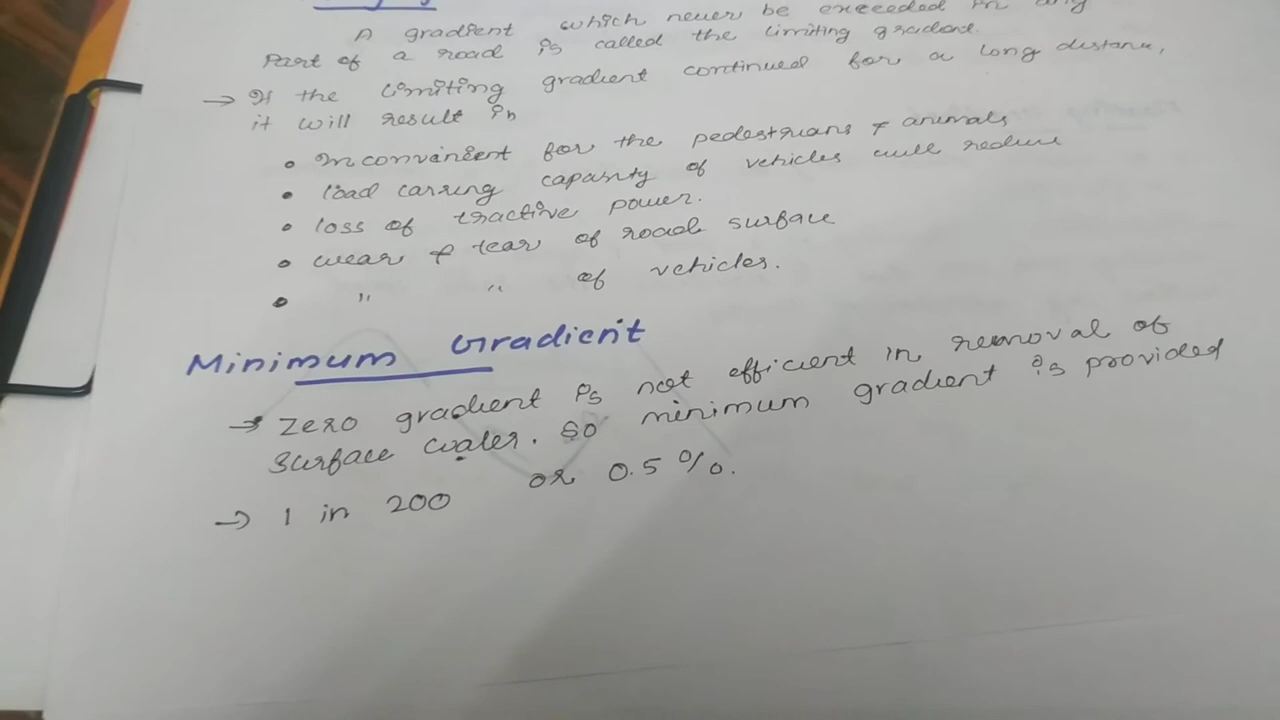 A gradient which never be exceeded in any
Part of a road is called the limiting gradient.
→ If the limiting gradient continued for a long distance,
it will result in
• Inconvinient for the pedestrians & animals
• load carring capasity of vehicles will reduce
• loss of tractive power.
• wear & tear of road surface
• " " of vehicles.
Minimum Gradient
→ Zero gradient is not efficient in removal of
surface water. so minimum gradient is provided
→ 1 in 200 or 0.5%.